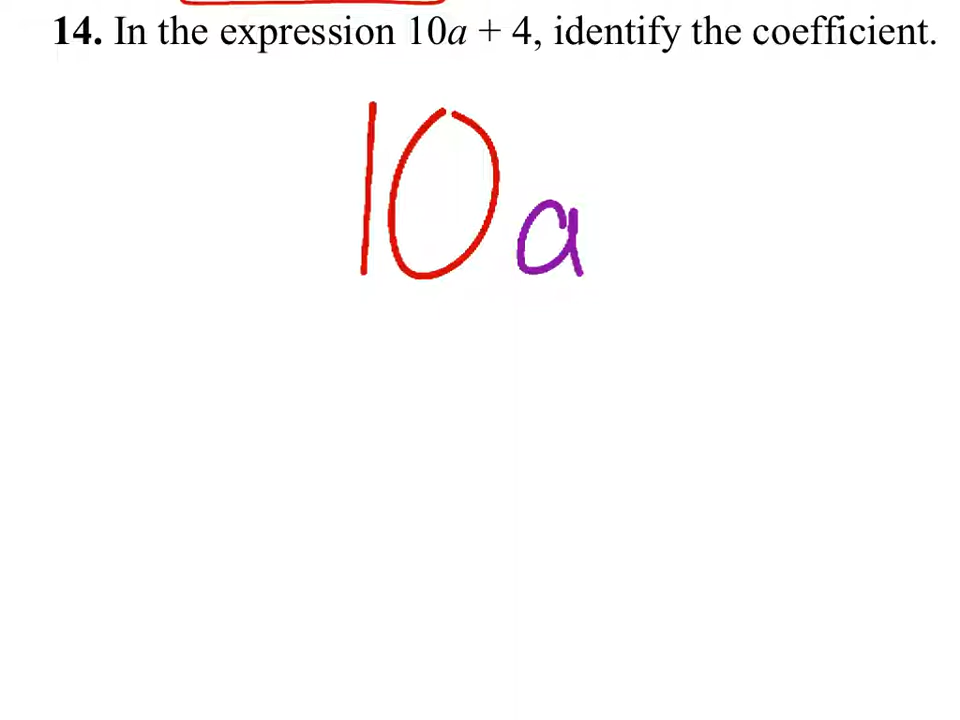 14. In the expression 10a + 4, identify the coefficient.
10a